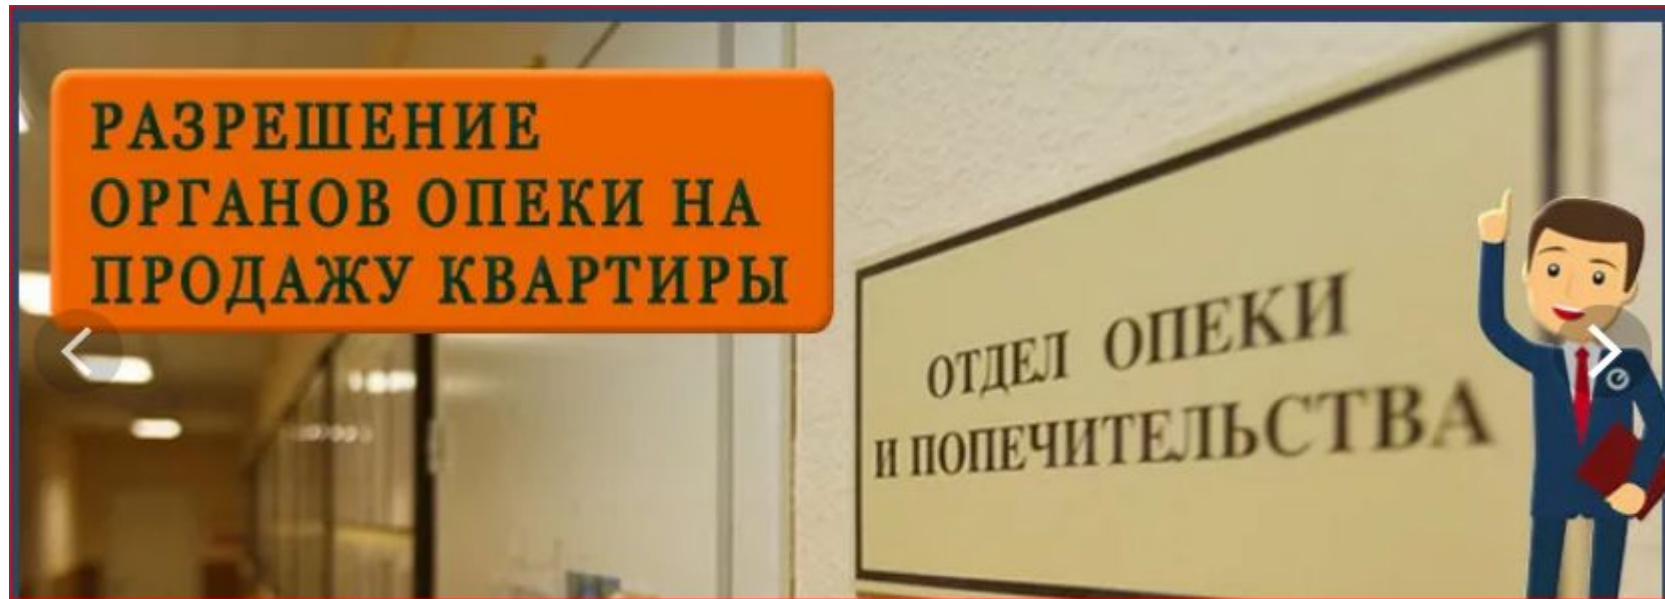 РАЗРЕШЕНИЕ
ОРГАНОВ ОПЕКИ НА
ПРОДАЖУ КВАРТИРЫ
ОТДЕЛ ОПЕКИ
И ПОПЕЧИТЕЛЬСТВА